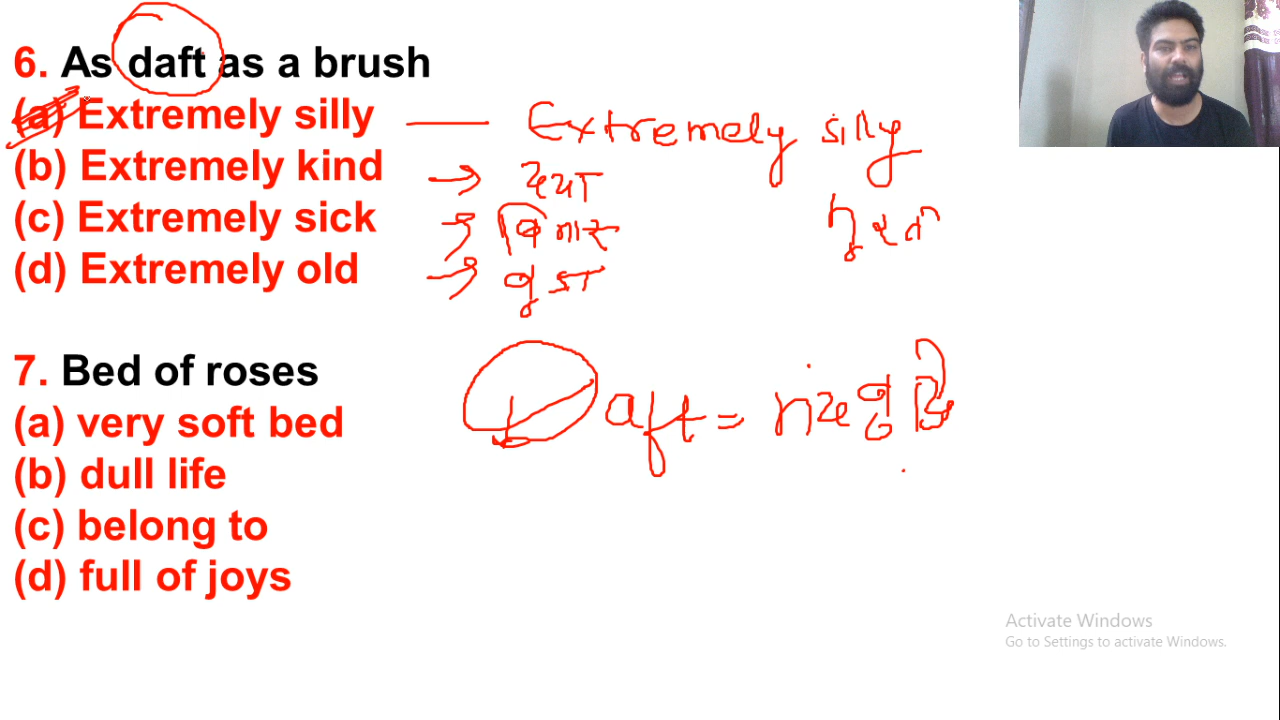 6. As daft as a brush
(a) Extremely silly — Extremely silly
(b) Extremely kind →
(c) Extremely sick →
(d) Extremely old →
7. Bed of roses
Daft =
(a) very soft bed
(b) dull life
(c) belong to
(d) full of joys
Activate Windows
Go to Settings to activate Windows.